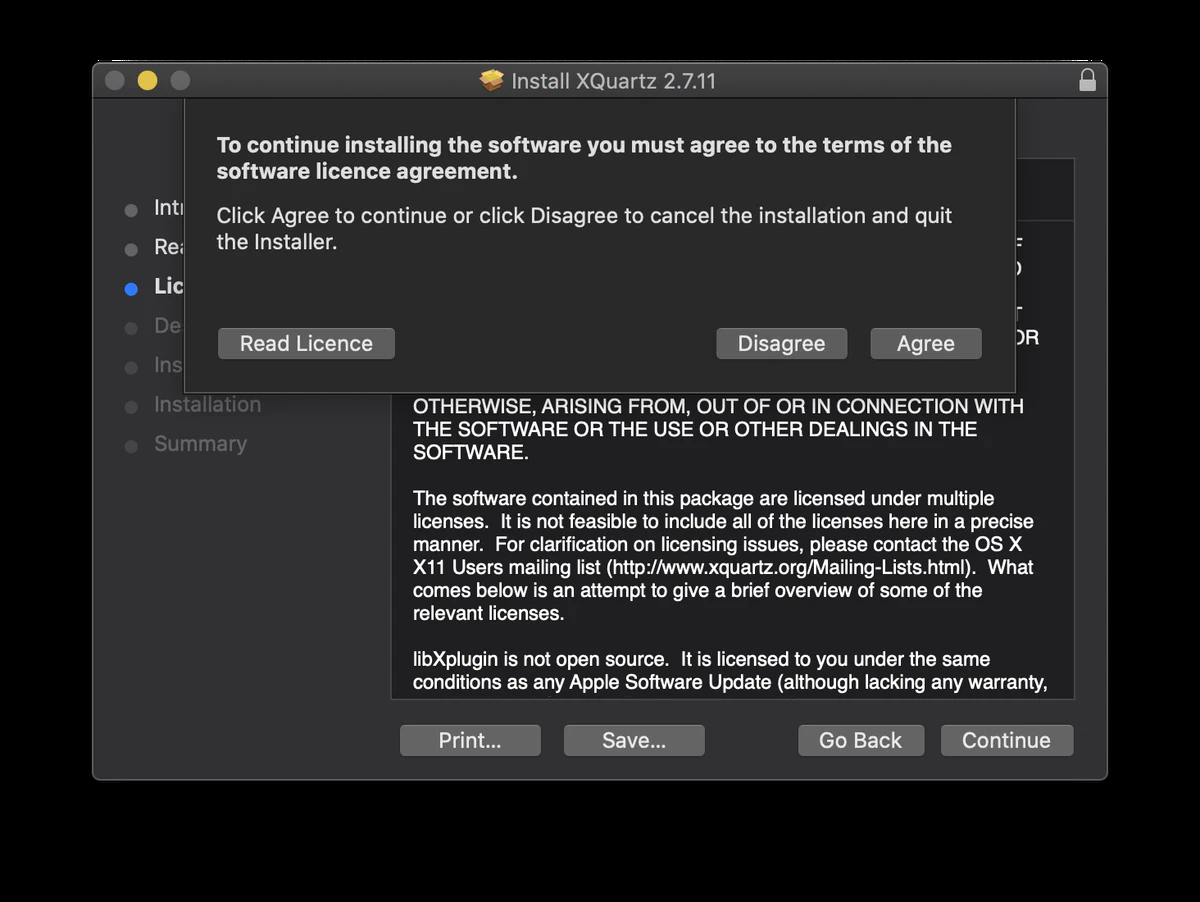 Install XQuartz 2.7.11
To continue installing the software you must agree to the terms of the
software licence agreement.
Click Agree to continue or click Disagree to cancel the installation and quit
the Installer.
Read Licence
Disagree
Agree
Intr
Rea
Lic
De
Ins
Installation
Summary
OR
OTHERWISE, ARISING FROM, OUT OF OR IN CONNECTION WITH
THE SOFTWARE OR THE USE OR OTHER DEALINGS IN THE
SOFTWARE.
The software contained in this package are licensed under multiple
licenses.  It is not feasible to include all of the licenses here in a precise
manner.  For clarification on licensing issues, please contact the OS X
X11 Users mailing list (http://www.xquartz.org/Mailing-Lists.html).  What
comes below is an attempt to give a brief overview of some of the
relevant licenses.
libXplugin is not open source.  It is licensed to you under the same
conditions as any Apple Software Update (although lacking any warranty,
Print...
Save...
Go Back
Continue